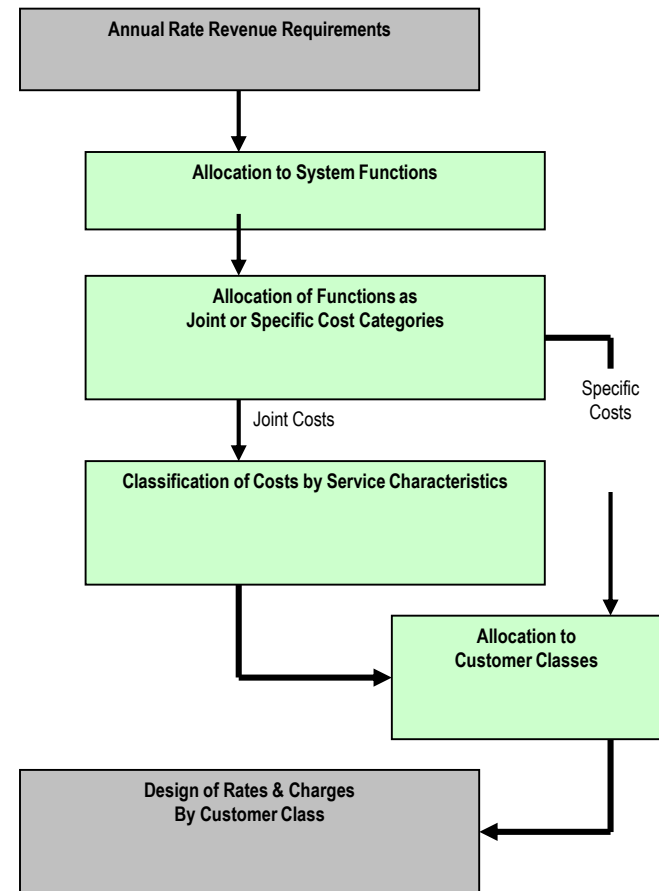 Annual Rate Revenue Requirements
Allocation to System Functions
Allocation of Functions as
Joint or Specific Cost Categories
Specific
Costs
Joint Costs
Classification of Costs by Service Characteristics
Allocation to
Customer Classes
Design of Rates & Charges
By Customer Class